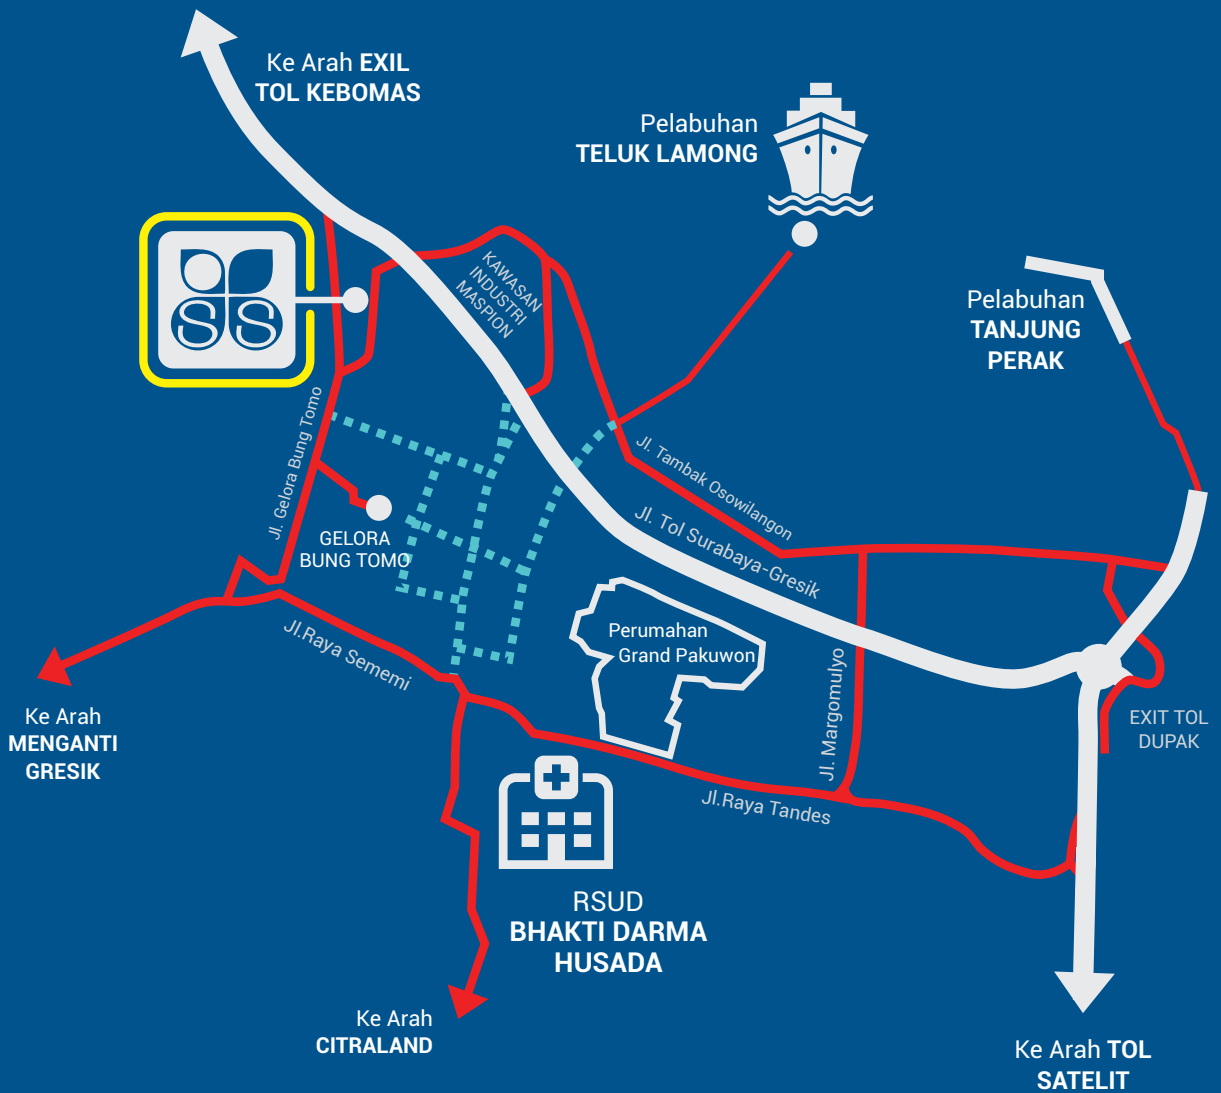 Ke Arah EXIL
TOL KEBOMAS
Pelabuhan
TELUK LAMONG
KAWASAN
INDUSTRI
MASPION
Pelabuhan
TANJUNG
PERAK
SS
Jl. Gelora Bung Tomo
GELORA
BUNG TOMO
Jl. Tambak Osowilangon
Jl. Tol Surabaya-Gresik
Perumahan
Grand Pakuwon
Jl.Raya Sememi
Jl. Margomulyo
Ke Arah
MENGANTI
GRESIK
EXIT TOL
DUPAK
Jl.Raya Tandes
RSUD
BHAKTI DARMA
HUSADA
Ke Arah
CITRALAND
Ke Arah TOL
SATELIT